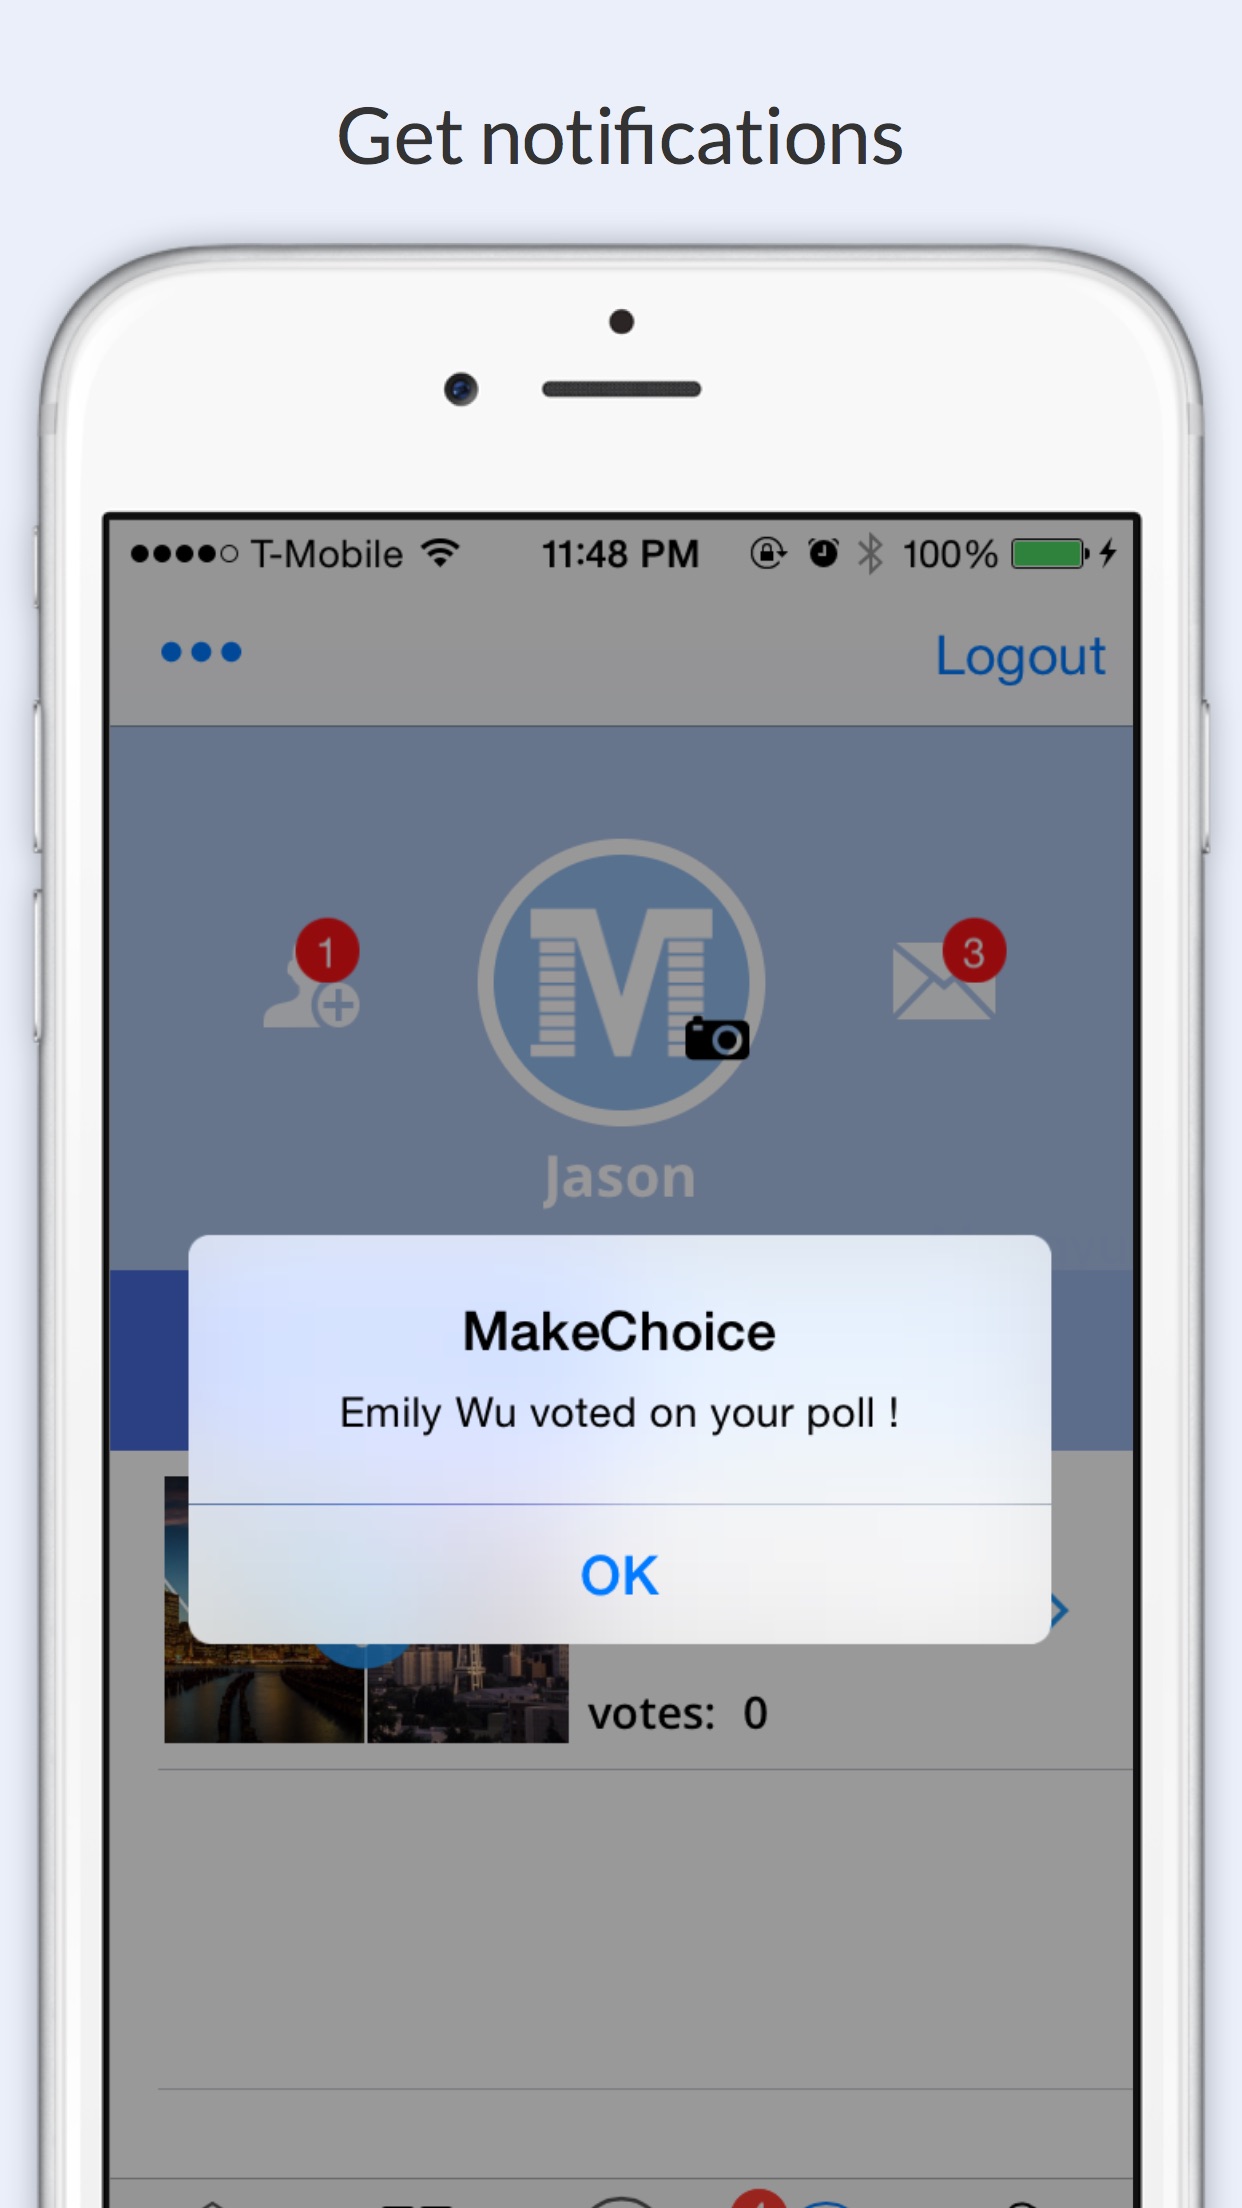 Get notifications
T-Mobile 11:48 PM 100%
Logout
1
M
3
Jason
MakeChoice
Emily Wu voted on your poll !
OK
votes: 0